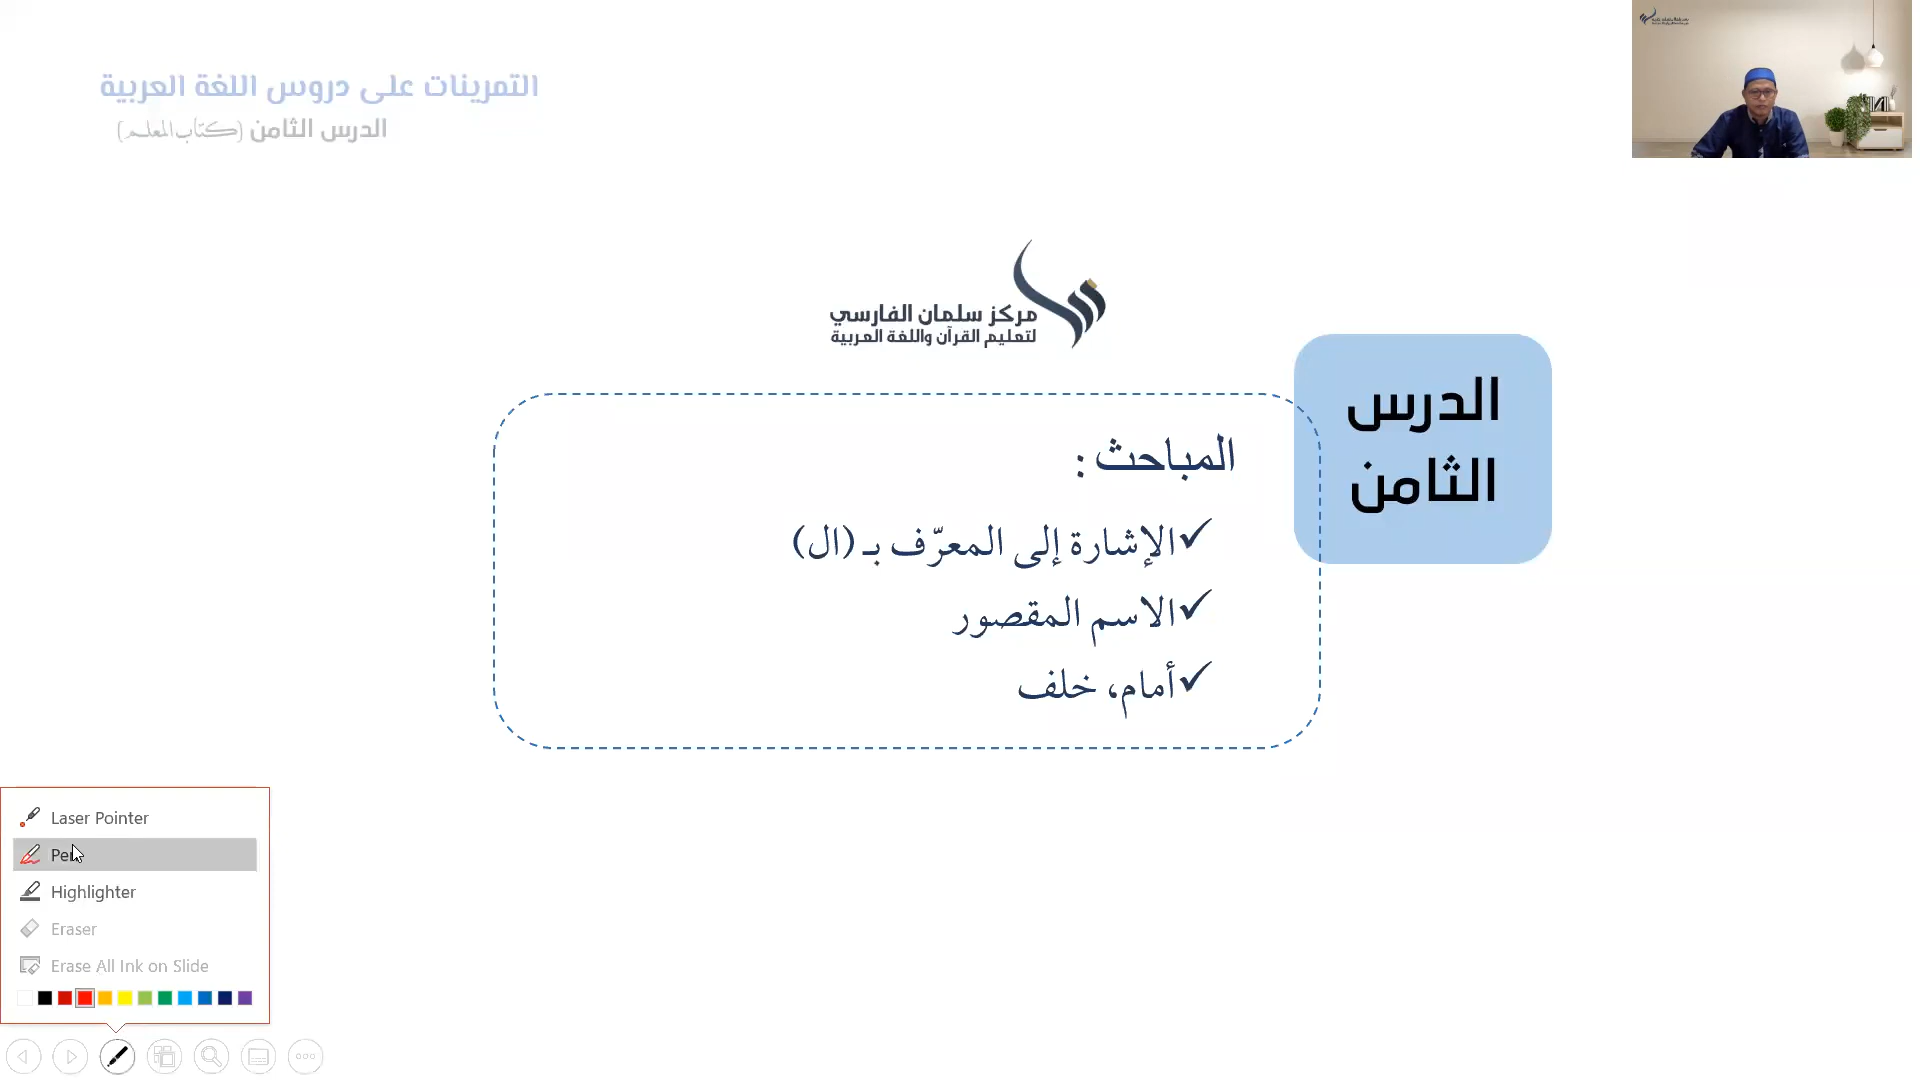 التمرينات على دروس اللغة العربية
الدرس الثامن (كتاب المعلم)
مركز سلمان الفارسي
لتعليم القرآن واللغة العربية
الدرس
الثامن
المباحث :
✓الإشارة إلى المعرّف بـ (ال)
✓الاسم المقصور
✓أمام، خلف
Laser Pointer
Pen
Highlighter
Eraser
Erase All Ink on Slide